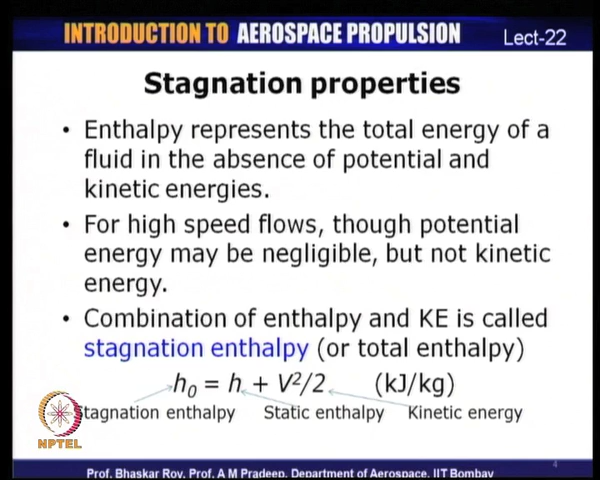 INTRODUCTION TO AEROSPACE PROPULSION
Lect-22
Stagnation properties
• Enthalpy represents the total energy of a
fluid in the absence of potential and
kinetic energies.
• For high speed flows, though potential
energy may be negligible, but not kinetic
energy.
• Combination of enthalpy and KE is called
stagnation enthalpy (or total enthalpy)
h₀ = h + V²/2 (kJ/kg)
Stagnation enthalpy Static enthalpy Kinetic energy
NPTEL
4
Prof. Bhaskar Roy, Prof. A M Pradeep, Department of Aerospace, IIT Bombay